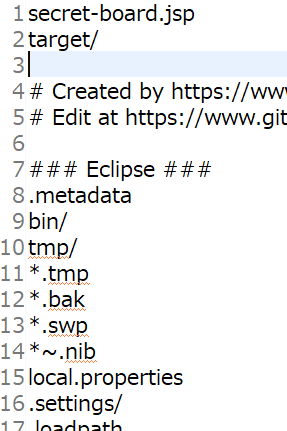 1 secret-board.jsp
2 target/
3
4 # Created by https://www
5 # Edit at https://www.git
6
7 ### Eclipse ###
8 .metadata
9 bin/
10 tmp/
11 *.tmp
12 *.bak
13 *.swp
14 *~.nib
15 local.properties
16 .settings/
17 .loadpath